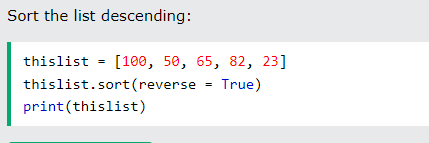 Sort the list descending:
thislist = [100, 50, 65, 82, 23]
thislist.sort(reverse = True)
print(thislist)